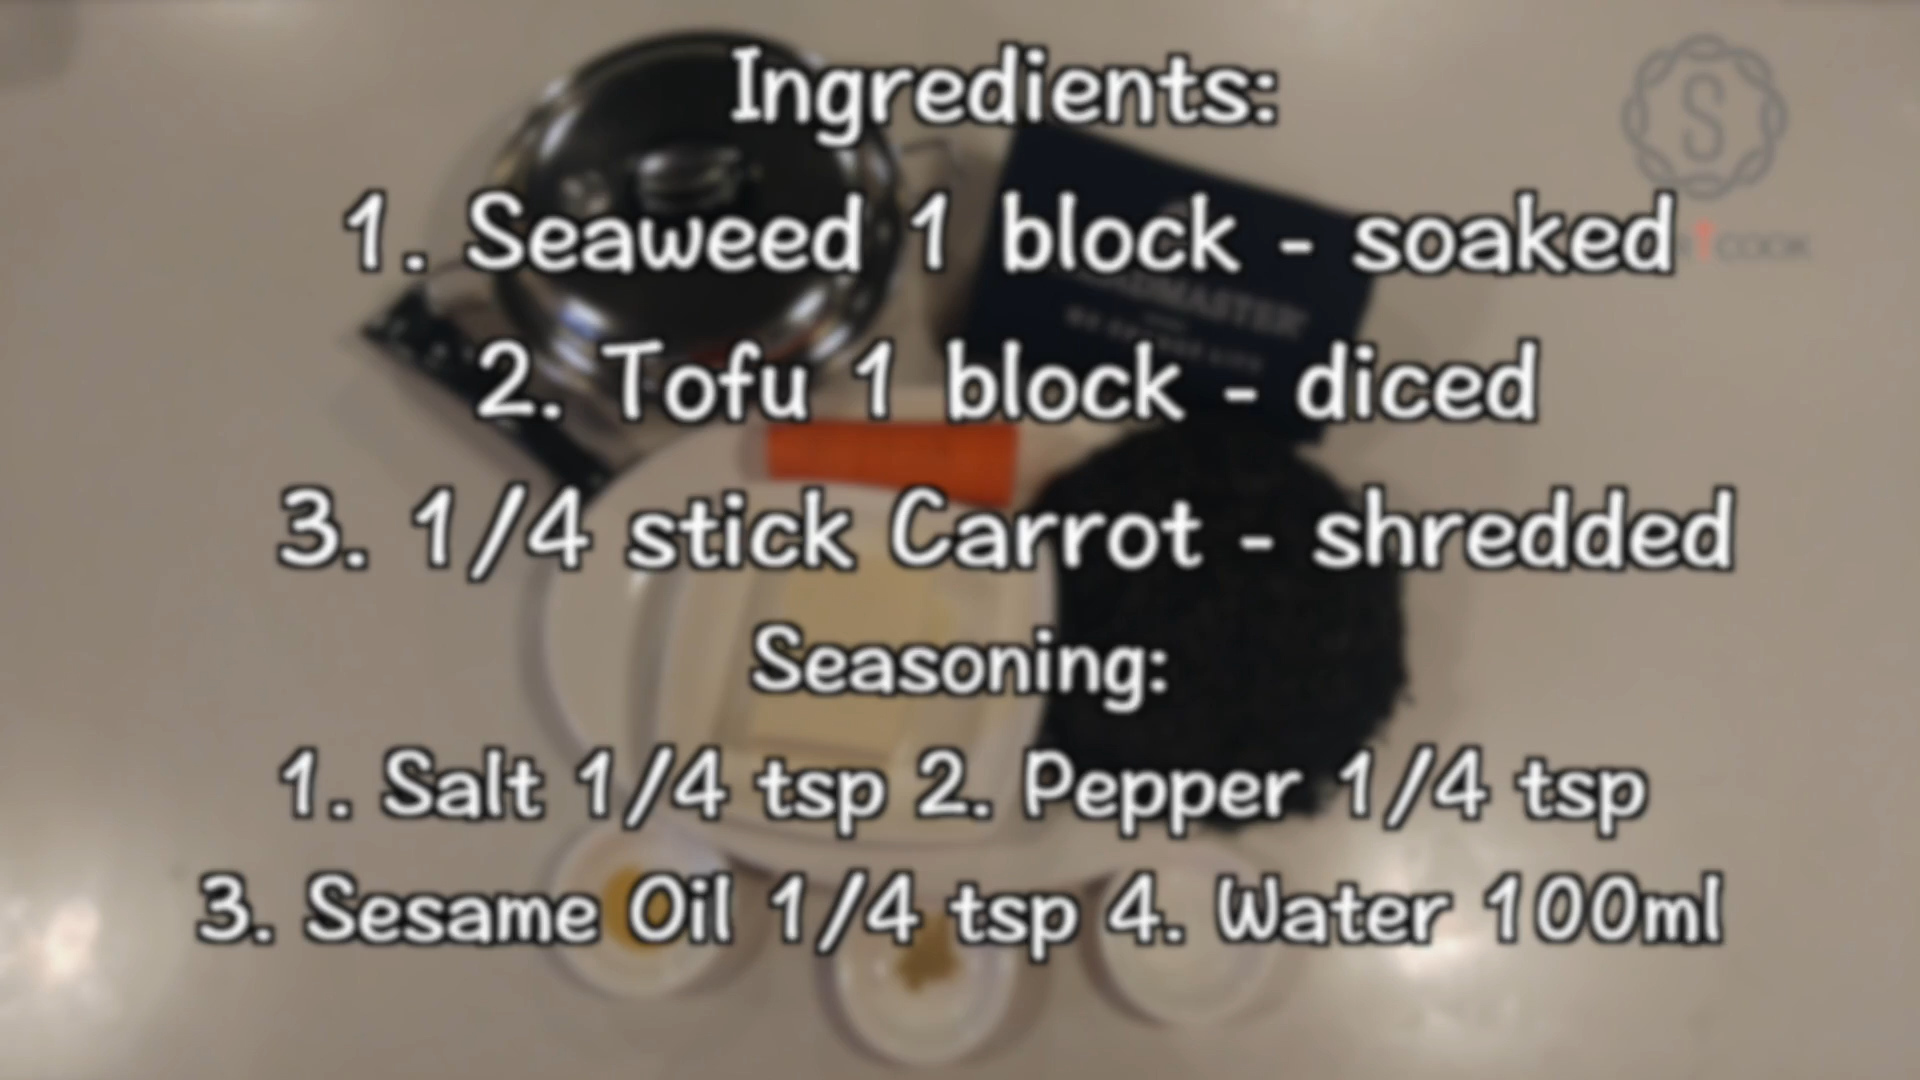 Ingredients:
S
1. Seaweed 1 block - soaked
COOK
2. Tofu 1 block - diced
3. 1/4 stick Carrot - shredded
Seasoning:
1. Salt 1/4 tsp 2. Pepper 1/4 tsp
3. Sesame Oil 1/4 tsp 4. Water 100ml